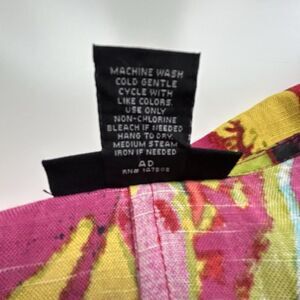 MACHINE WASH
COLD GENTLE
CYCLE WITH
LIKE COLORS.
USE ONLY
NON-CHLORINE
BLEACH IF NEEDED
HANG TO DRY.
MEDIUM STEAM
IRON IF NEEDED
AD
RN#